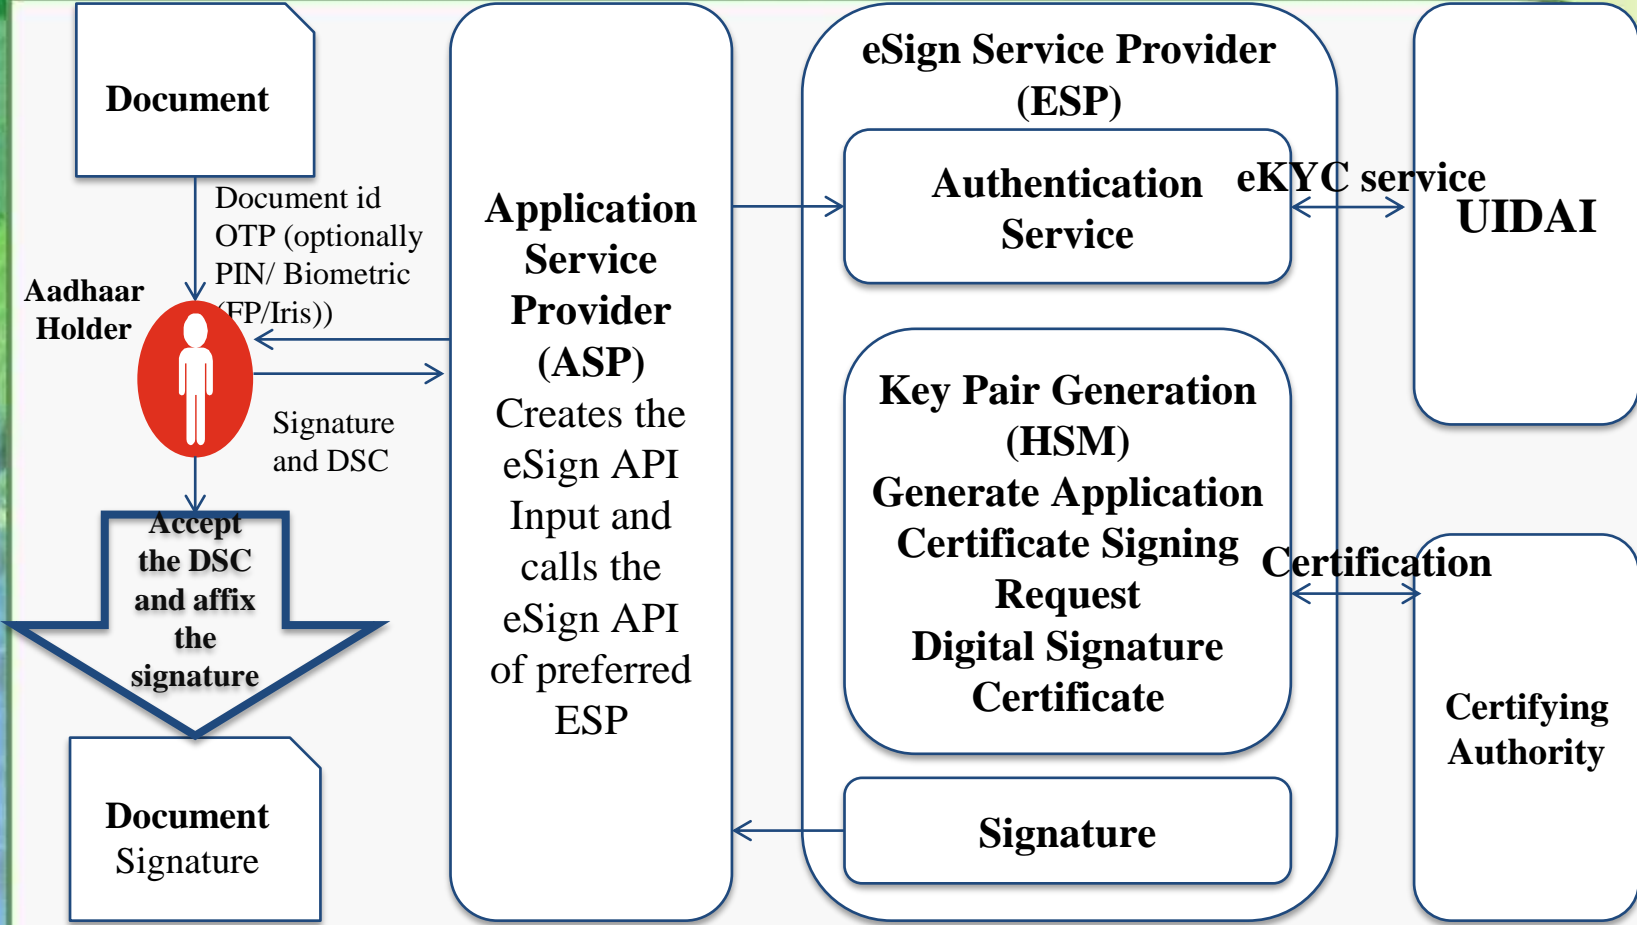 Document
Document id
OTP (optionally
PIN/ Biometric
(FP/Iris))
Aadhaar
Holder
Signature
and DSC
Accept
the DSC
and affix
the
signature
Document
Signature
Application
Service
Provider
(ASP)
Creates the
eSign API
Input and
calls the
eSign API
of preferred
ESP
eSign Service Provider
(ESP)
Authentication
Service
eKYC service
UIDAI
Key Pair Generation
(HSM)
Generate Application
Certificate Signing
Request
Digital Signature
Certificate
Certification
Certifying
Authority
Signature